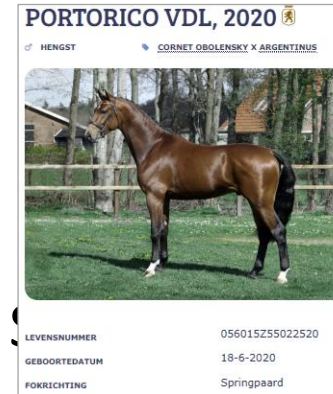 PORTORICO VDL, 2020
HENGST CORNET OBOLENSKY X ARGENTINUS
LEVENSNUMMER 056015Z55022520
GEBOORTEDATUM 18-6-2020
FOKRICHTING Springpaard